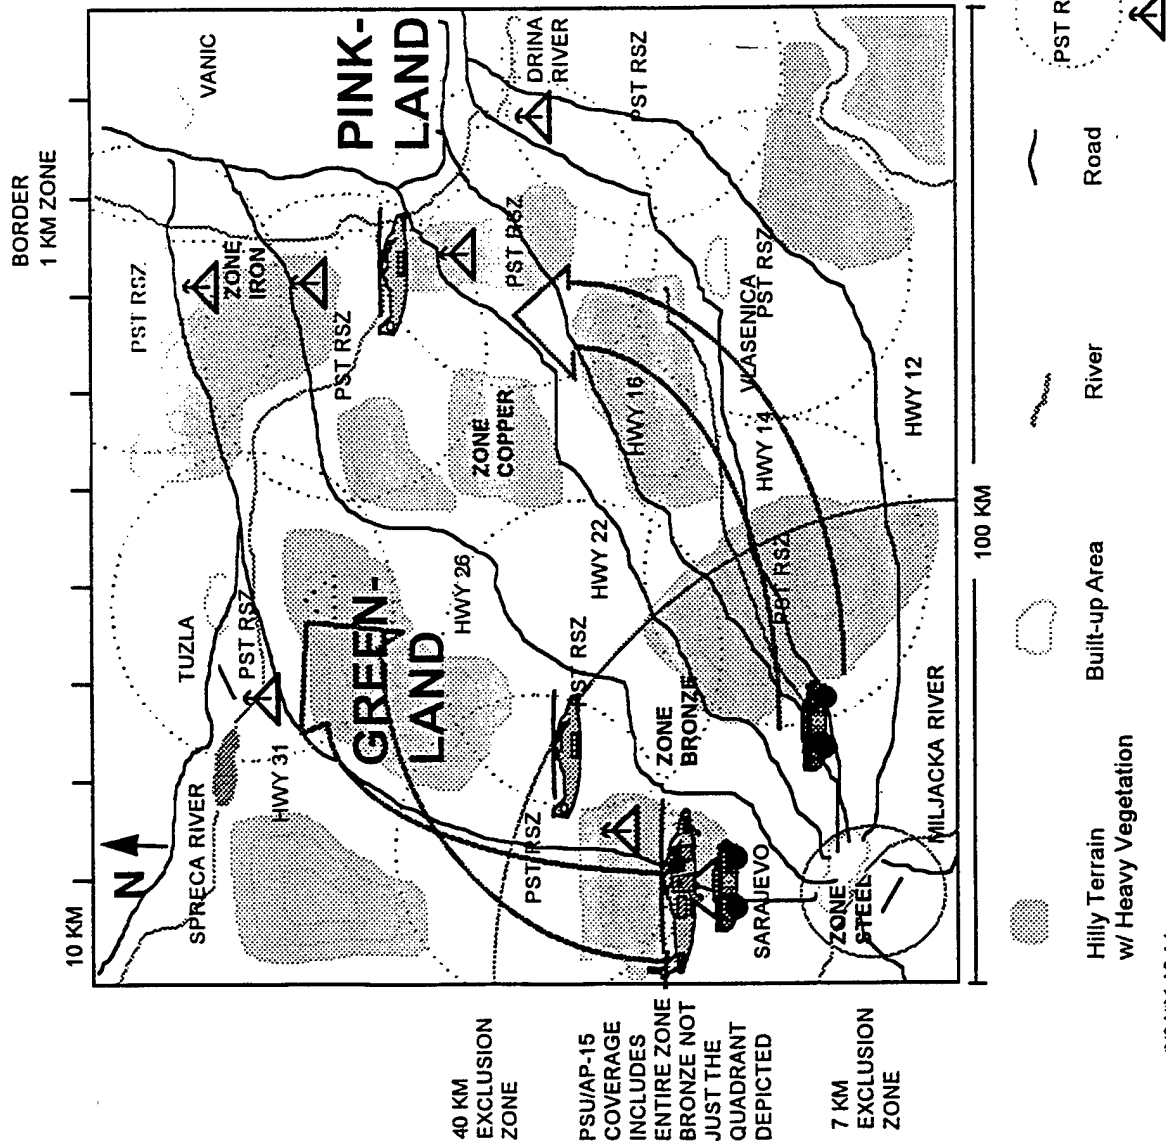 BORDER
1 KM ZONE
10 KM
N
VANIC
PINK-
LAND
DRINA
RIVER
PST RSZ
PST RSZ
ZONE
IRON
PST RSZ
PST RSZ
PST RSZ
VLASENICA
TUZLA
PST RSZ
SPRECA RIVER
HWY 31
GREEN-
LAND
HWY 26
ZONE
COPPER
HWY 22
HWY 16
HWY 14
HWY 12
PST RSZ
PST RSZ
PST RSZ
ZONE
BRONZE
SARAJEVO
ZONE
STEEL
MILJACKA RIVER
40 KM
EXCLUSION
ZONE
PSU/AP-15
COVERAGE
INCLUDES
ENTIRE ZONE
BRONZE NOT
JUST THE
QUADRANT
DEPICTED
7 KM
EXCLUSION
ZONE
100 KM
Hilly Terrain
w/ Heavy Vegetation
Built-up Area
River
Road
PST R